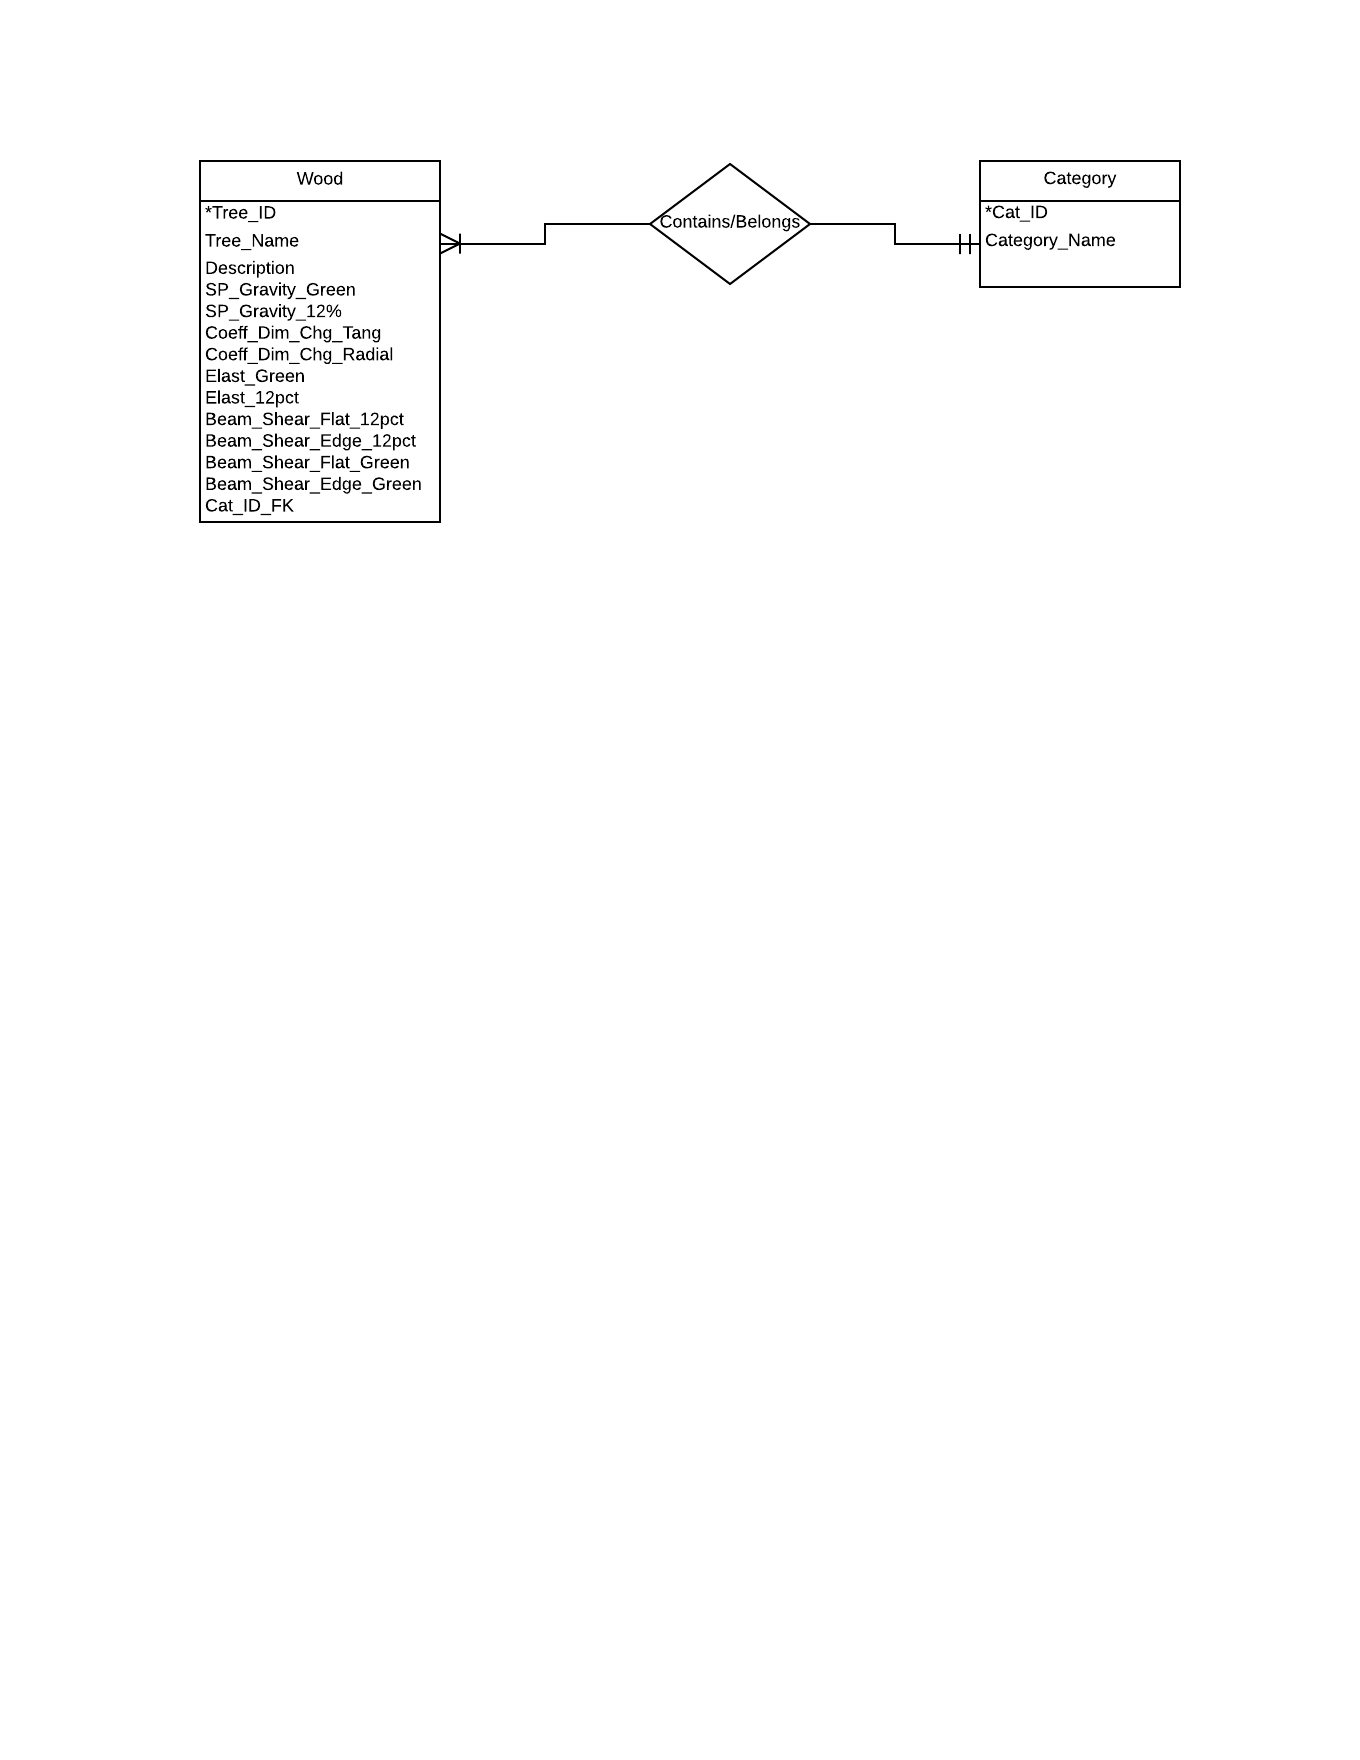 Wood
*Tree_ID
Tree_Name
Description
SP_Gravity_Green
SP_Gravity_12%
Coeff_Dim_Chg_Tang
Coeff_Dim_Chg_Radial
Elast_Green
Elast_12pct
Beam_Shear_Flat_12pct
Beam_Shear_Edge_12pct
Beam_Shear_Flat_Green
Beam_Shear_Edge_Green
Cat_ID_FK
Contains/Belongs
Category
*Cat_ID
Category_Name